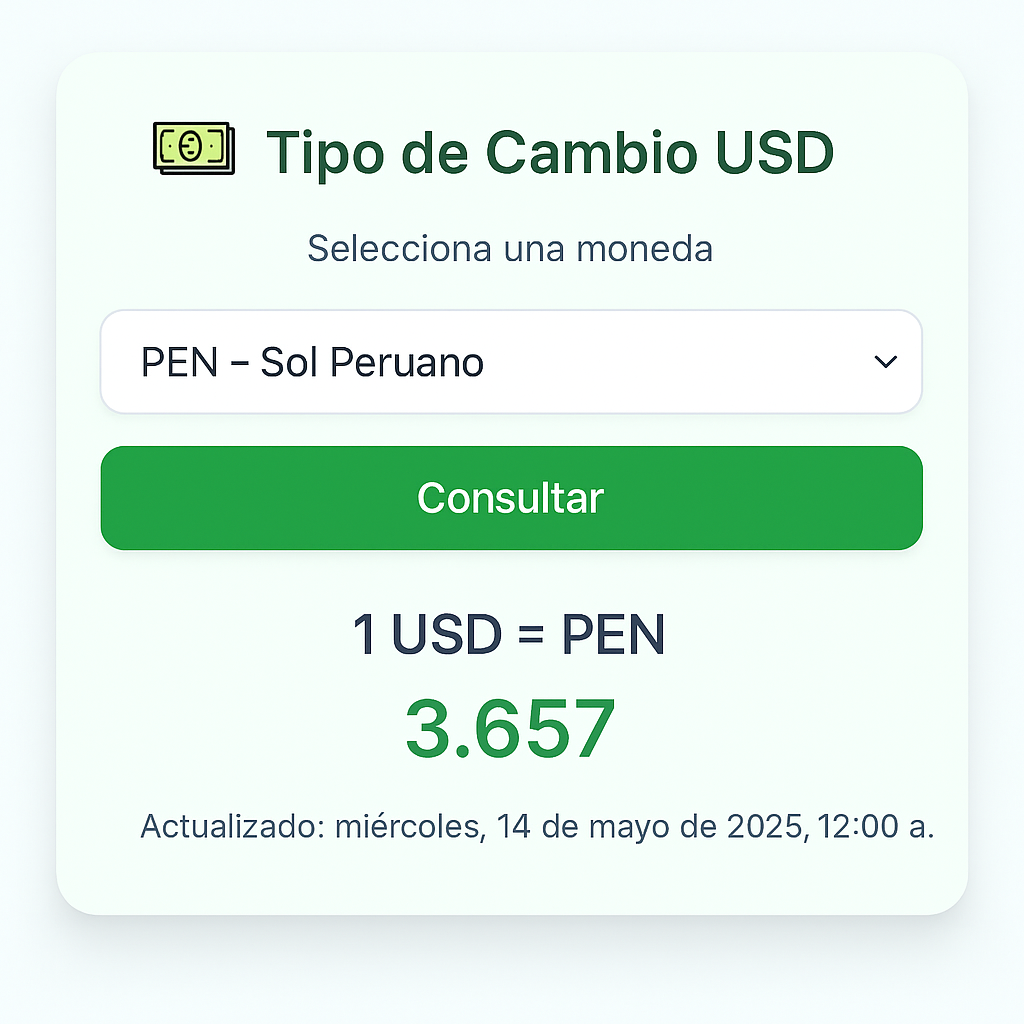 Tipo de Cambio USD
Selecciona una moneda
PEN – Sol Peruano
Consultar
1 USD = PEN
3.657
Actualizado: miércoles, 14 de mayo de 2025, 12:00 a.